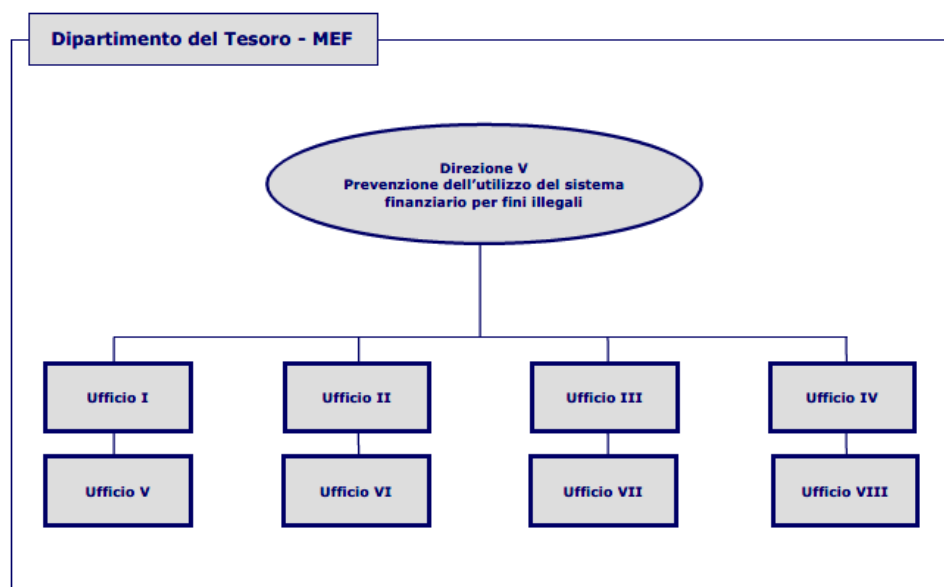 Dipartimento del Tesoro - MEF
Direzione V
Prevenzione dell’utilizzo del sistema
finanziario per fini illegali
Ufficio I
Ufficio II
Ufficio III
Ufficio IV
Ufficio V
Ufficio VI
Ufficio VII
Ufficio VIII